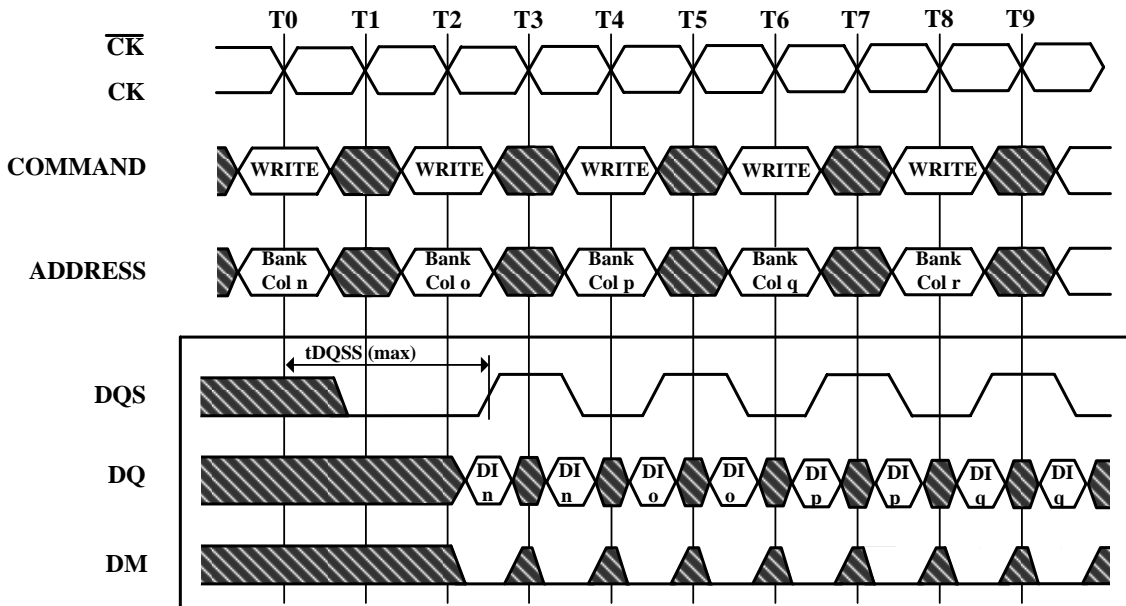 T0 T1 T2 T3 T4 T5 T6 T7 T8 T9
CK
CK
COMMAND WRITE WRITE WRITE WRITE WRITE
ADDRESS
Bank Bank Bank Bank Bank
Col n Col o Col p Col q Col r
tDQSS (max)
DQS
DQ
DI DI DI DI DI DI DI DI
n n o o p p q q
DM